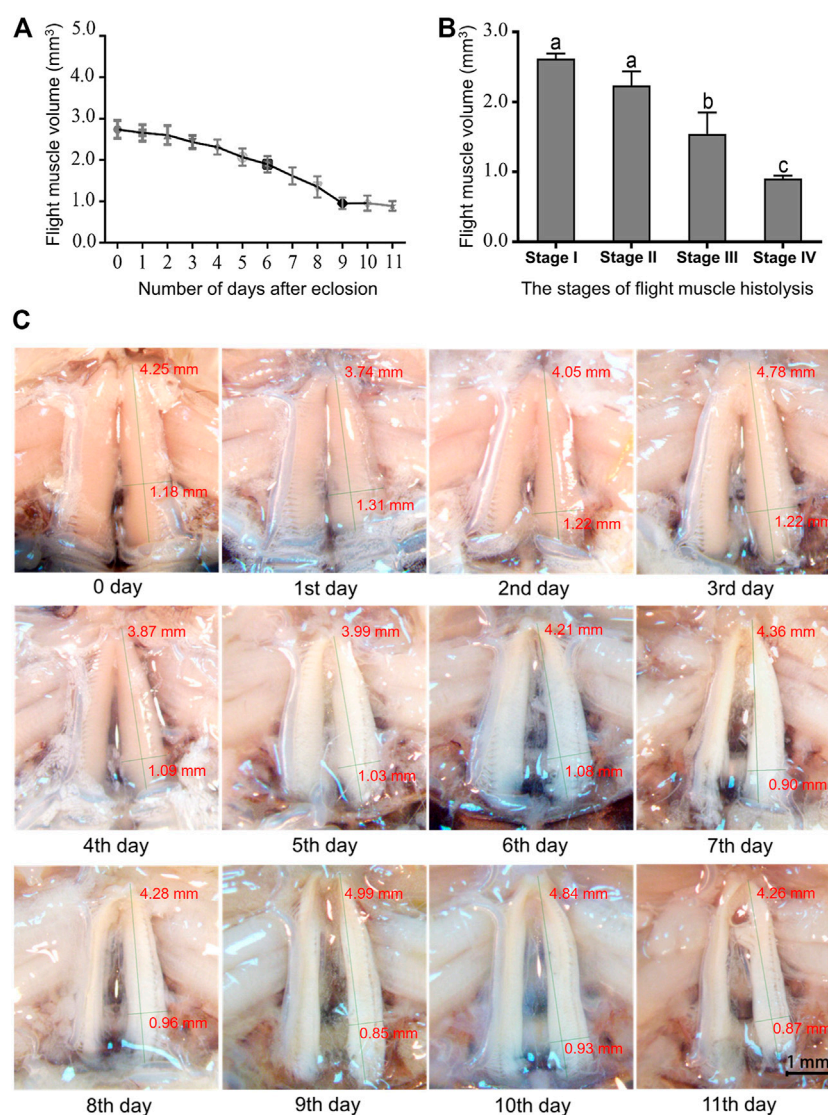 A
Flight muscle volume (mm³)
5.0
4.0
3.0
2.0
1.0
0.0
0 1 2 3 4 5 6 7 8 9 10 11
Number of days after eclosion
B
Flight muscle volume (mm³)
3.0
2.0
1.0
0.0
a
a
b
c
Stage I Stage II Stage III Stage IV
The stages of flight muscle histolysis
C
4.25 mm
1.18 mm
0 day
3.74 mm
1.31 mm
1st day
4.05 mm
1.22 mm
2nd day
4.78 mm
1.22 mm
3rd day
3.87 mm
1.09 mm
4th day
3.99 mm
1.03 mm
5th day
4.21 mm
1.08 mm
6th day
4.36 mm
0.90 mm
7th day
4.28 mm
0.96 mm
8th day
4.99 mm
0.85 mm
9th day
4.84 mm
0.93 mm
10th day
4.26 mm
0.87 mm
1 mm
11th day